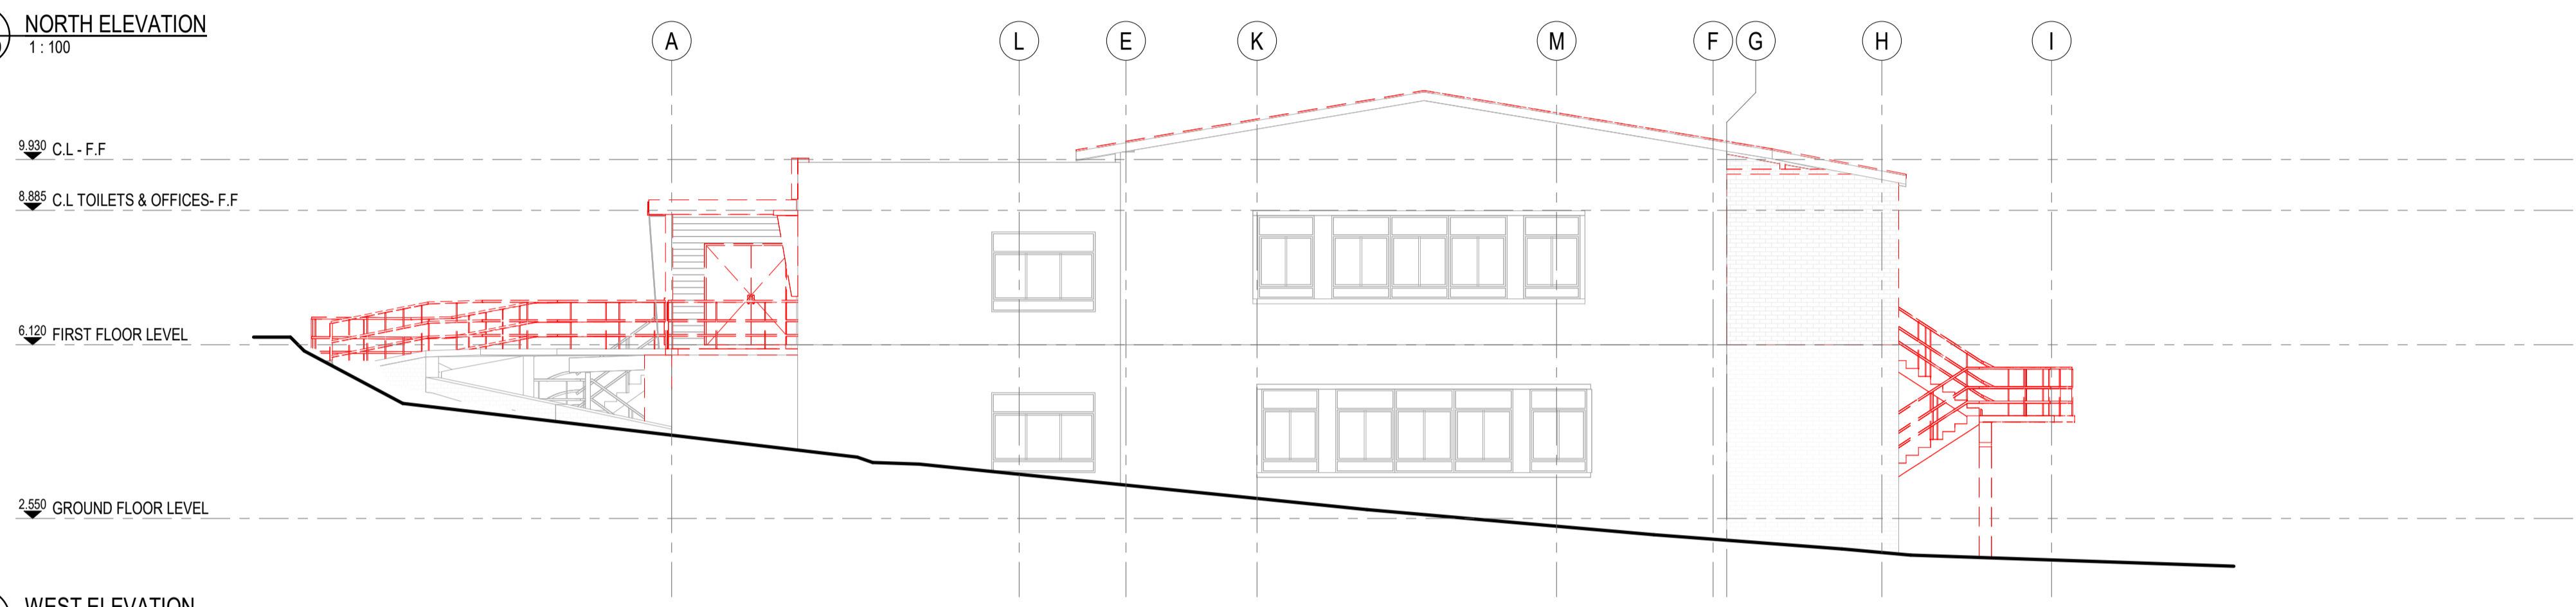 NORTH ELEVATION
1 : 100
A L E K M F G H I
9.930 C.L - F.F
8.885 C.L TOILETS & OFFICES- F.F
6.120 FIRST FLOOR LEVEL
2.550 GROUND FLOOR LEVEL
WEST ELEVATION